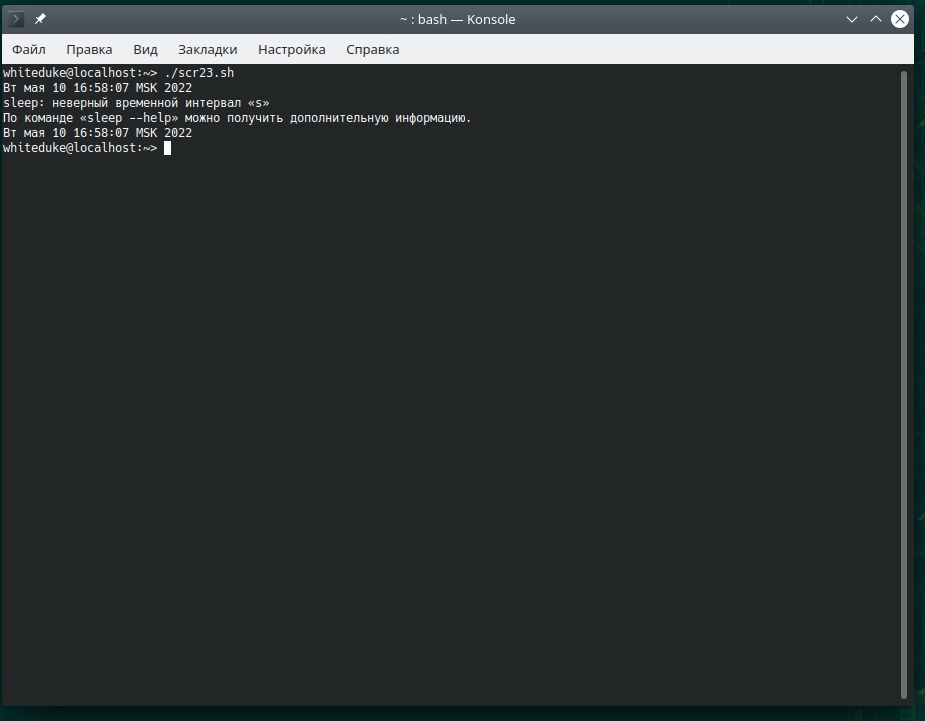 ~ : bash — Konsole
Файл Правка Вид Закладки Настройка Справка
whiteduke@localhost:~> ./scr23.sh
Вт мая 10 16:58:07 MSK 2022
sleep: неверный временной интервал «s»
По команде «sleep --help» можно получить дополнительную информацию.
Вт мая 10 16:58:07 MSK 2022
whiteduke@localhost:~>